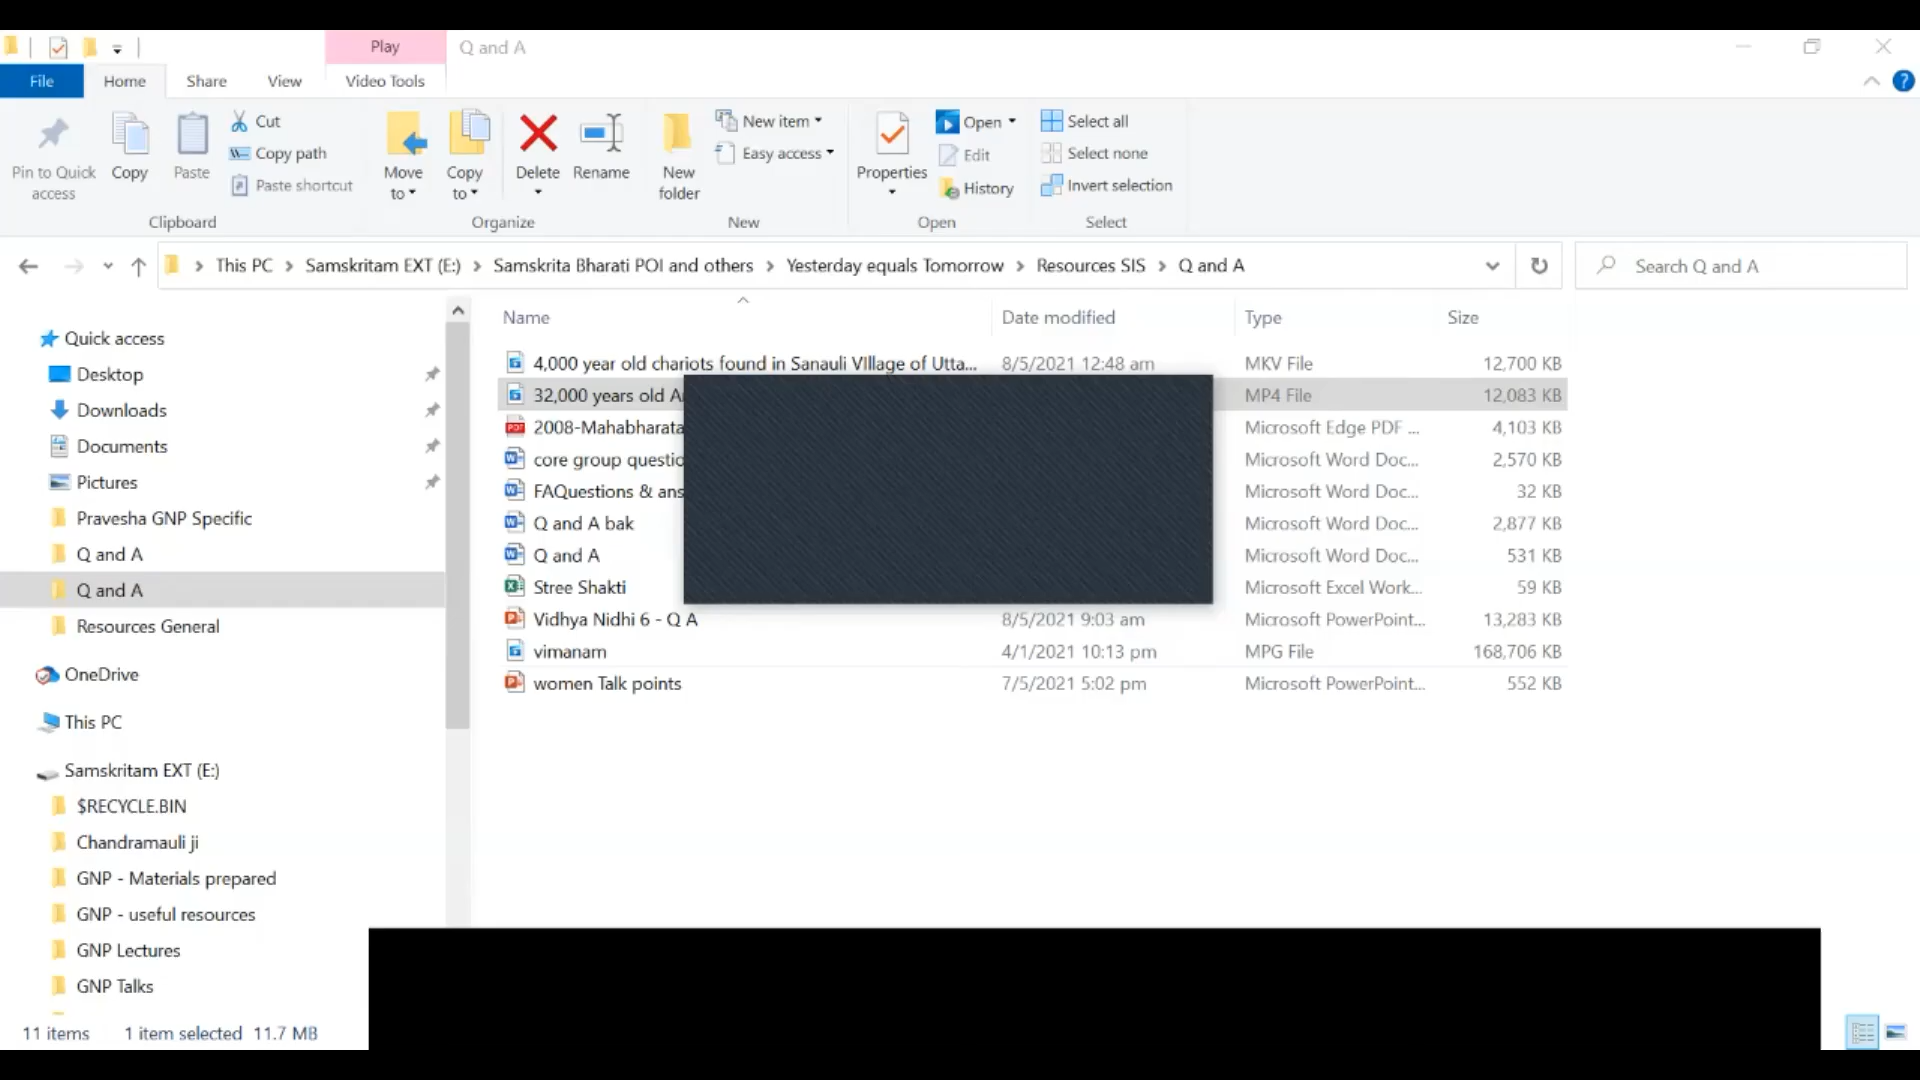 Play Q and A
File Home Share View Video Tools
Pin to Quick access
Copy
Paste
Cut
Copy path
Paste shortcut
Clipboard
Move to
Copy to
Delete
Rename
Organize
New folder
New item
Easy access
New
Properties
Open
Edit
History
Open
Select all
Select none
Invert selection
Select
This PC > Samskritam EXT (E:) > Samskrita Bharati POI and others > Yesterday equals Tomorrow > Resources SIS > Q and A
Search Q and A
Quick access
Desktop
Downloads
Documents
Pictures
Pravesha GNP Specific
Q and A
Q and A
Resources General
OneDrive
This PC
Samskritam EXT (E:)
$RECYCLE.BIN
Chandramauli ji
GNP - Materials prepared
GNP - useful resources
GNP Lectures
GNP Talks
Name Date modified Type Size
4,000 year old chariots found in Sanauli VIllage of Utta... 8/5/2021 12:48 am MKV File 12,700 KB
32,000 years old MP4 File 12,083 KB
2008-Mahabharata Microsoft Edge PDF ... 4,103 KB
core group Microsoft Word Doc... 2,570 KB
FAQuestions & Microsoft Word Doc... 32 KB
Q and A bak Microsoft Word Doc... 2,877 KB
Q and A Microsoft Word Doc... 531 KB
Stree Shakti Microsoft Excel Work... 59 KB
Vidhya Nidhi 6 - Q A 8/5/2021 9:03 am Microsoft PowerPoint... 13,283 KB
vimanam 4/1/2021 10:13 pm MPG File 168,706 KB
women Talk points 7/5/2021 5:02 pm Microsoft PowerPoint... 552 KB
11 items 1 item selected 11.7 MB